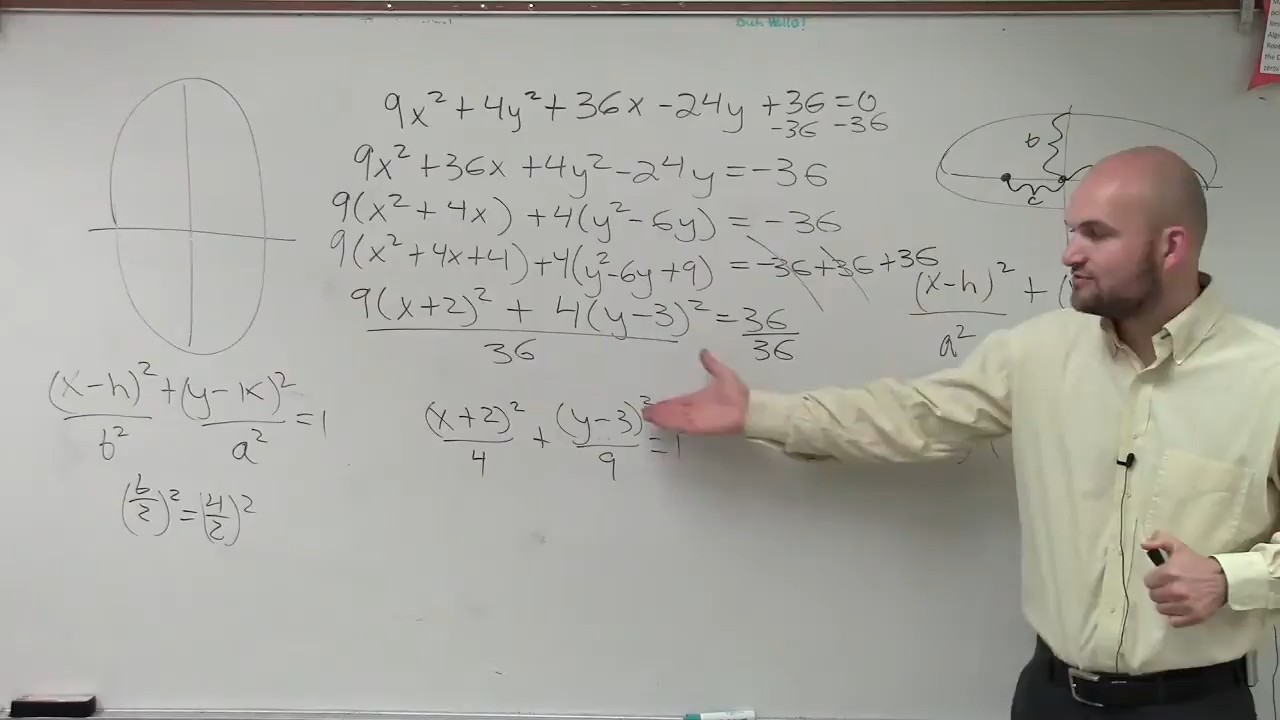 Duh Hello!
9x² + 4y² + 36x - 24y + 36 = 0
-36 -36
9x² + 36x + 4y² - 24y = -36
9(x² + 4x) + 4(y² - 6y) = -36
9(x² + 4x + 4) + 4(y² - 6y + 9) = -36 + 36 + 36
9(x+2)² + 4(y-3)² = 36
36 36
(x+2)² + (y-3)² = 1
4 9
(x-h)² + (y-k)² = 1
b² a²
(b/2)² = (4/2)²
b
c
(x-h)² + (
a²